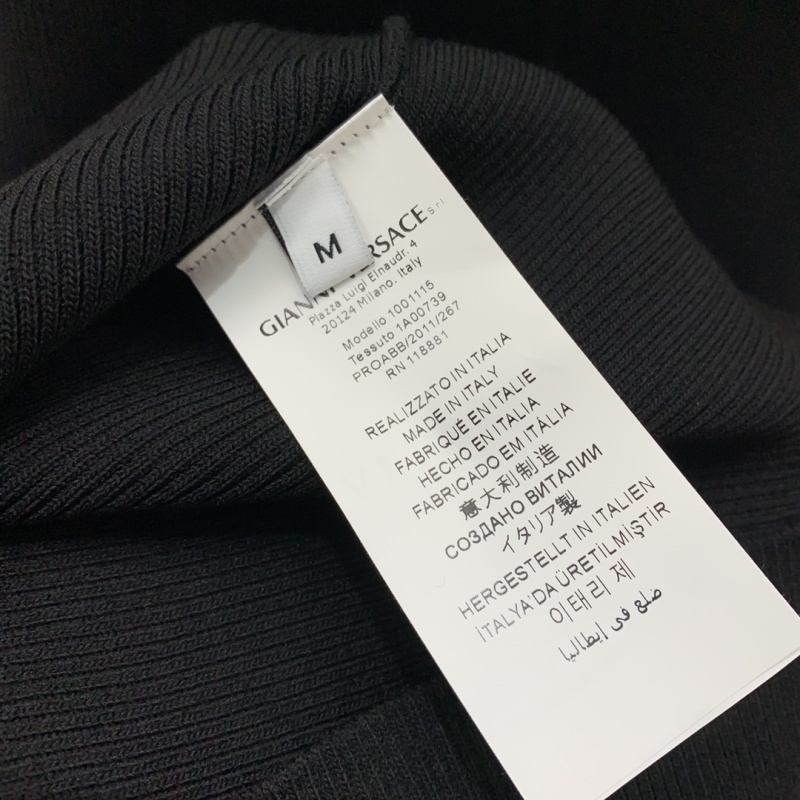 M
GIANNI VERSACE S.r.l
Piazza Luigi Elnaudr. 4
20124 Milano. Italy
Modello 1001115
Tessuto 1A00739
PROABB/2011/267
RN 118881
REALIZZATO IN ITALIA
MADE IN ITALY
FABRIQUÉ EN ITALIE
HECHO EN ITALIA
FABRICADO EM ITALIA
意大利制造
СОЗДАНО ВИТАЛИИ
イタリア製
HERGESTELLT IN ITALIEN
İTALYA'DA ÜRETİLMİŞTİR
이태리 제
صلع في إيطاليا